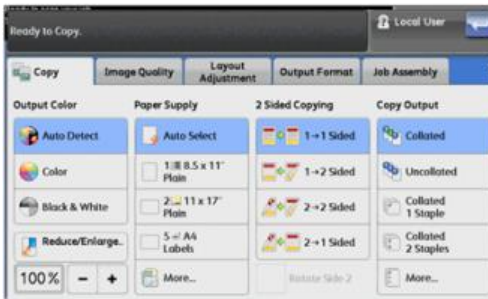 Ready to Copy.
Local User
Copy
Image Quality
Layout
Adjustment
Output Format
Job Assembly
Output Color
Auto Detect
Color
Black & White
Reduce/Enlarge..
100%
-
+
Paper Supply
Auto Select
1 8.5 x 11"
Plain
2 11 x 17"
Plain
5 A4
Labels
More...
2 Sided Copying
1→1 Sided
1→2 Sided
2→2 Sided
2→1 Sided
Rotate Side 2
Copy Output
Collated
Uncollated
Collated
1 Staple
Collated
2 Staples
More...